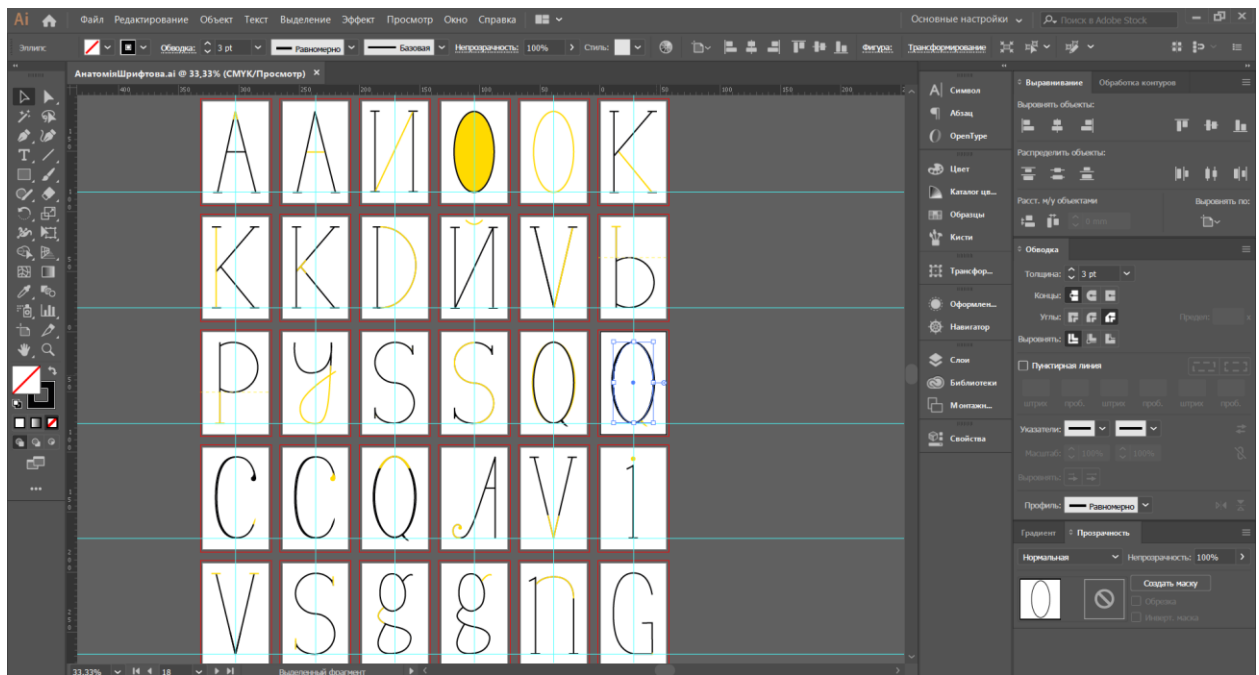 Ai Файл Редактирование Объект Текст Выделение Эффект Просмотр Окно Справка Основные настройки Поиск в Adobe Stock
Эллипс Обводка: 3 pt Равномерно Базовая Непрозрачность: 100% Стиль: Фигура: Трансформирование
АнатоміяШрифтова.ai @ 33,33% (CMYK/Просмотр) ×
А А И О О К
К К D Й V Ь
Р У S S Q O
C C Q A V i
V S g g n G
33,33% 18 Выделенный фрагмент
Символ
Абзац
OpenType
Цвет
Каталог цв...
Образцы
Кисти
Трансфор...
Оформлен...
Навигатор
Слои
Библиотеки
Монтажн...
Свойства
Выравнивание Обработка контуров
Выровнять объекты:
Распределить объекты:
Расст. м/у объектами Выровнять по:
0 mm
Обводка
Толщина: 3 pt
Концы:
Углы: Предел: x
Выровнять:
Пунктирная линия
штрих проб. штрих проб. штрих проб.
Указатели:
Масштаб: 100% 100%
Выровнять:
Профиль: Равномерно
Градиент Прозрачность
Нормальная Непрозрачность: 100%
Создать маску
Обрезка
Инверт. маска